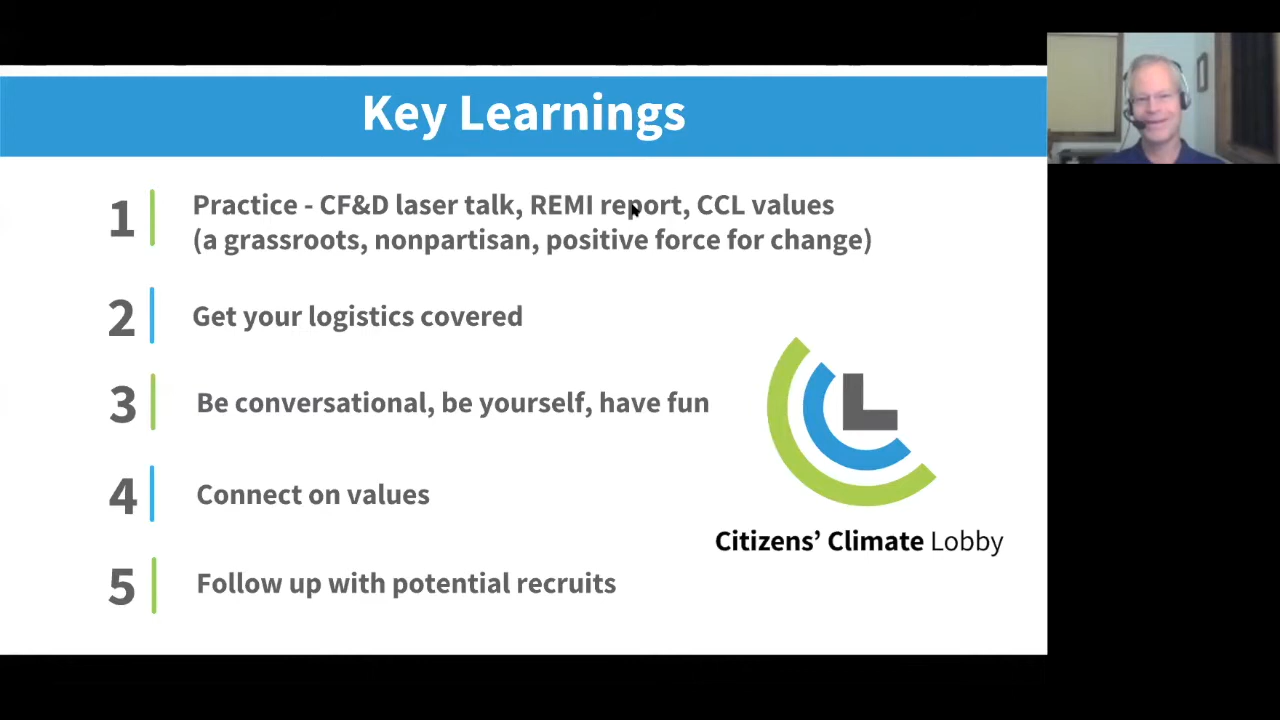 Key Learnings
1
Practice - CF&D laser talk, REMI report, CCL values
(a grassroots, nonpartisan, positive force for change)
2
Get your logistics covered
3
Be conversational, be yourself, have fun
4
Connect on values
Citizens’ Climate Lobby
5
Follow up with potential recruits